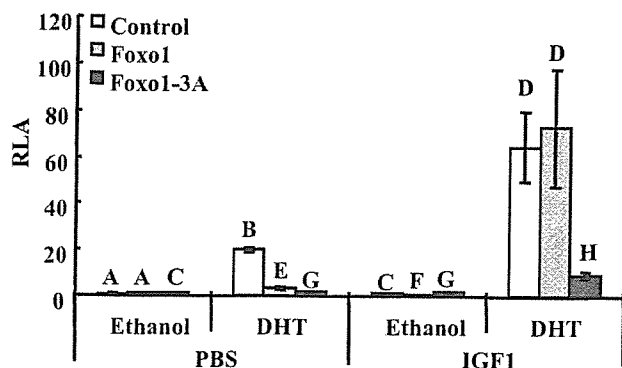 120
100
80
60
40
20
0
RLA
Control
Foxo1
Foxo1-3A
A A C B E G C F G D D H
Ethanol DHT Ethanol DHT
PBS IGF1